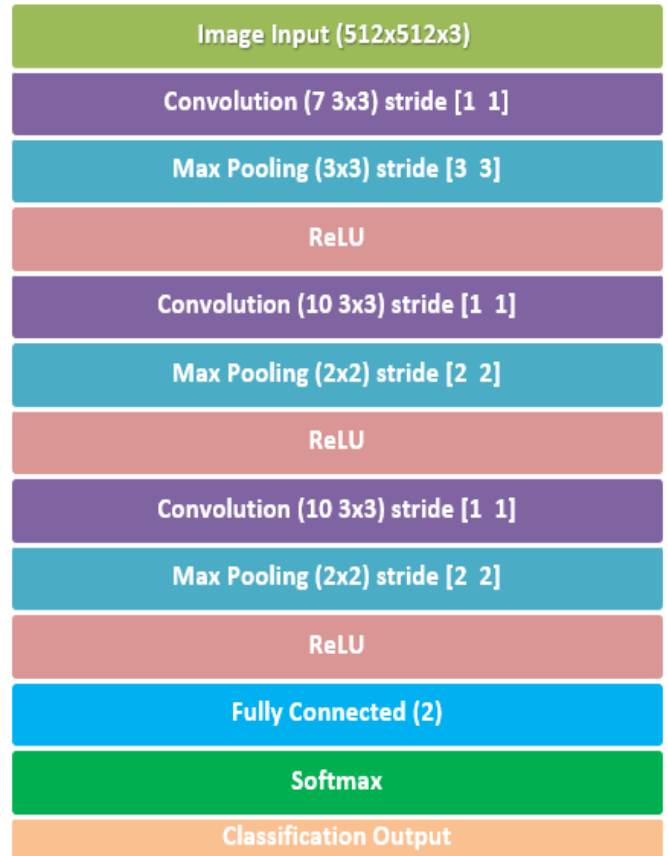 Image Input (512x512x3)
Convolution (7 3x3) stride [1 1]
Max Pooling (3x3) stride [3 3]
ReLU
Convolution (10 3x3) stride [1 1]
Max Pooling (2x2) stride [2 2]
ReLU
Convolution (10 3x3) stride [1 1]
Max Pooling (2x2) stride [2 2]
ReLU
Fully Connected (2)
Softmax
Classification Output